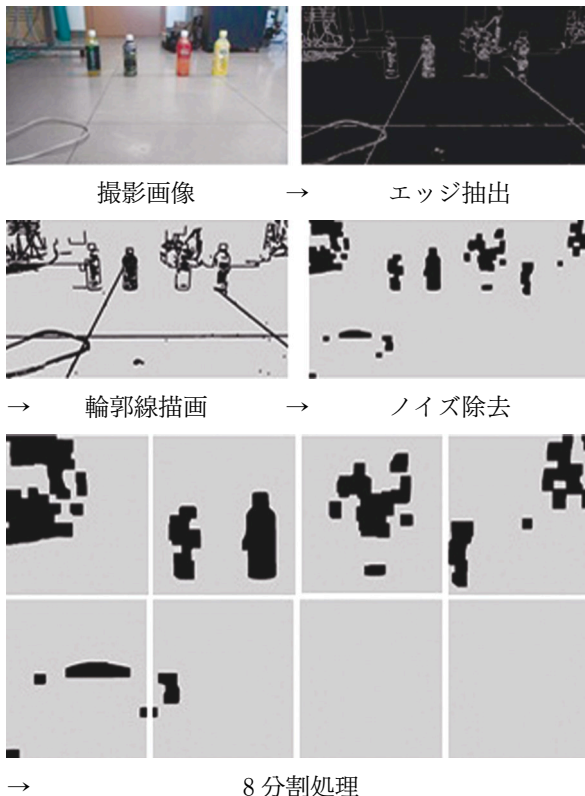 撮影画像 → エッジ抽出
→ 輪郭線描画 → ノイズ除去
→ 8 分割処理